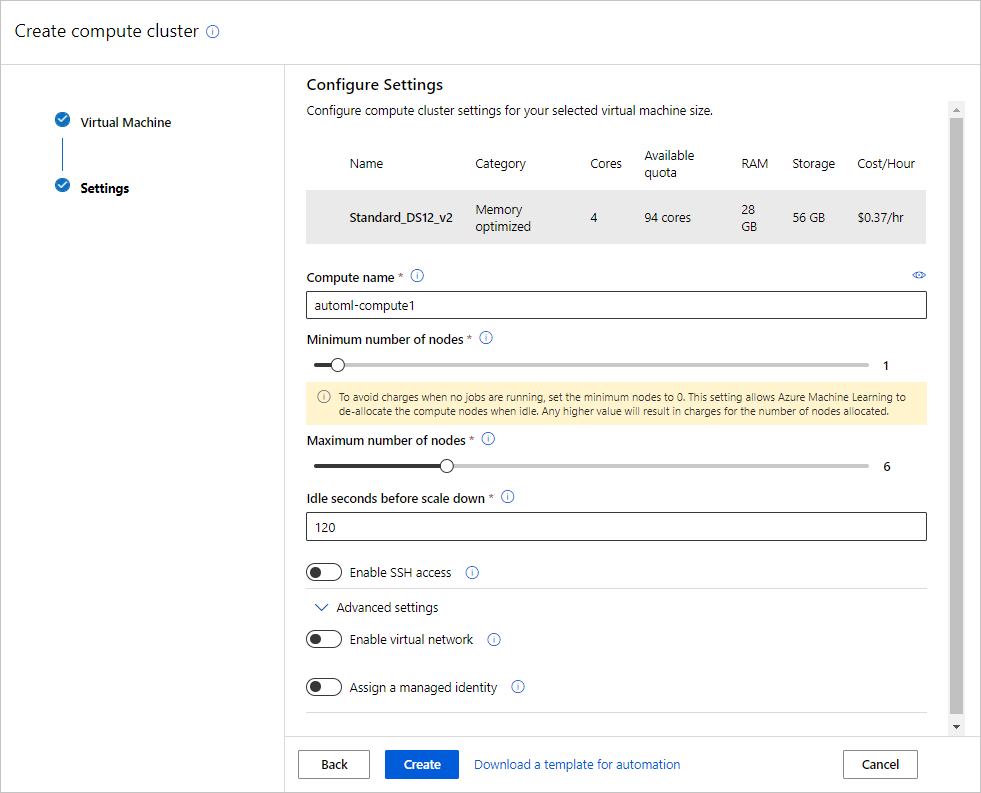 Create compute cluster
Virtual Machine
Settings
Configure Settings
Configure compute cluster settings for your selected virtual machine size.
Name Category Cores Available quota RAM Storage Cost/Hour
Standard_DS12_v2 Memory optimized 4 94 cores 28 GB 56 GB $0.37/hr
Compute name *
automl-compute1
Minimum number of nodes *
1
To avoid charges when no jobs are running, set the minimum nodes to 0. This setting allows Azure Machine Learning to
de-allocate the compute nodes when idle. Any higher value will result in charges for the number of nodes allocated.
Maximum number of nodes *
6
Idle seconds before scale down *
120
Enable SSH access
Advanced settings
Enable virtual network
Assign a managed identity
Back Create Download a template for automation Cancel